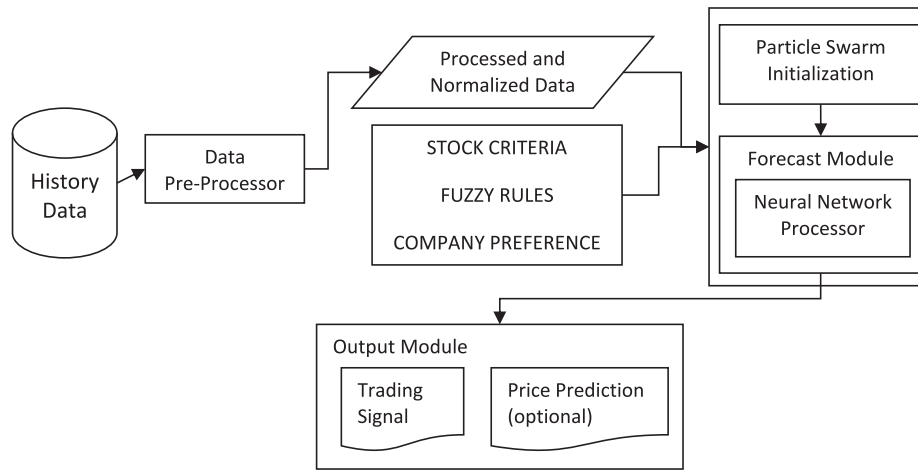 History
Data
Data
Pre-Processor
Processed and
Normalized Data
STOCK CRITERIA
FUZZY RULES
COMPANY PREFERENCE
Particle Swarm
Initialization
Forecast Module
Neural Network
Processor
Output Module
Trading
Signal
Price Prediction
(optional)